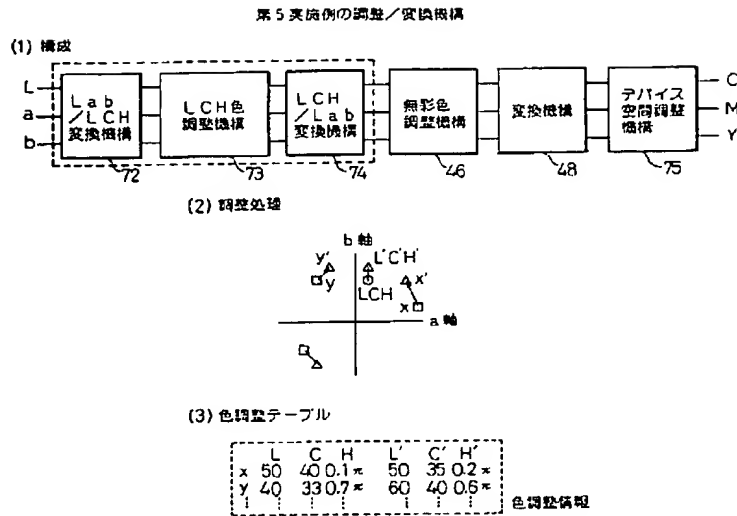 第5実施例の調整／変換機構
(1) 構成
L
a
b
Lab
／LCH
変換機構
72
LCH色
調整機構
73
LCH
／Lab
変換機構
74
無彩色
調整機構
46
変換機構
48
デバイス
空間調整
機構
75
C
M
Y
(2) 調整処理
b 軸
y′
y
L′C′H′
LCH
x′
x
a 軸
(3) 色調整テーブル
L C H L′ C′ H′
x 50 40 0.1π 50 35 0.2π
y 40 33 0.7π 60 40 0.6π
色調整情報